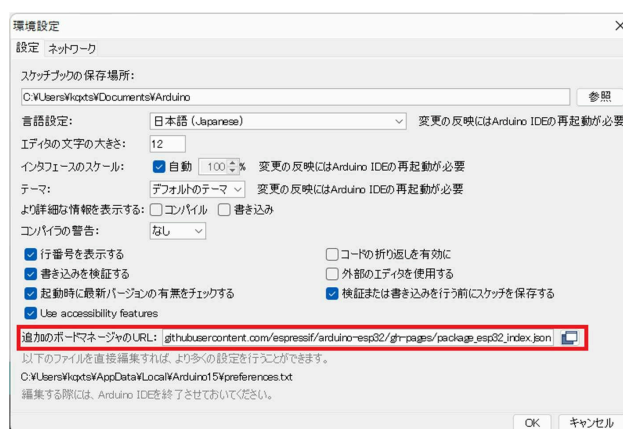 環境設定
設定 ネットワーク
スケッチブックの保存場所:
C:¥Users¥kqxts¥Documents¥Arduino 参照
言語設定: 日本語 (Japanese) 変更の反映にはArduino IDEの再起動が必要
エディタの文字の大きさ: 12
インタフェースのスケール: 自動 100 % 変更の反映にはArduino IDEの再起動が必要
テーマ: デフォルトのテーマ 変更の反映にはArduino IDEの再起動が必要
より詳細な情報を表示する: コンパイル 書き込み
コンパイラの警告: なし
行番号を表示する コードの折り返しを有効に
書き込みを検証する 外部のエディタを使用する
起動時に最新バージョンの有無をチェックする 検証または書き込みを行う前にスケッチを保存する
Use accessibility features
追加のボードマネージャのURL: githubusercontent.com/espressif/arduino-esp32/gh-pages/package_esp32_index.json
以下のファイルを直接編集すれば、より多くの設定を行うことができます。
C:¥Users¥kqxts¥AppData¥Local¥Arduino15¥preferences.txt
編集する際には、Arduino IDEを終了させておいてください。
OK キャンセル